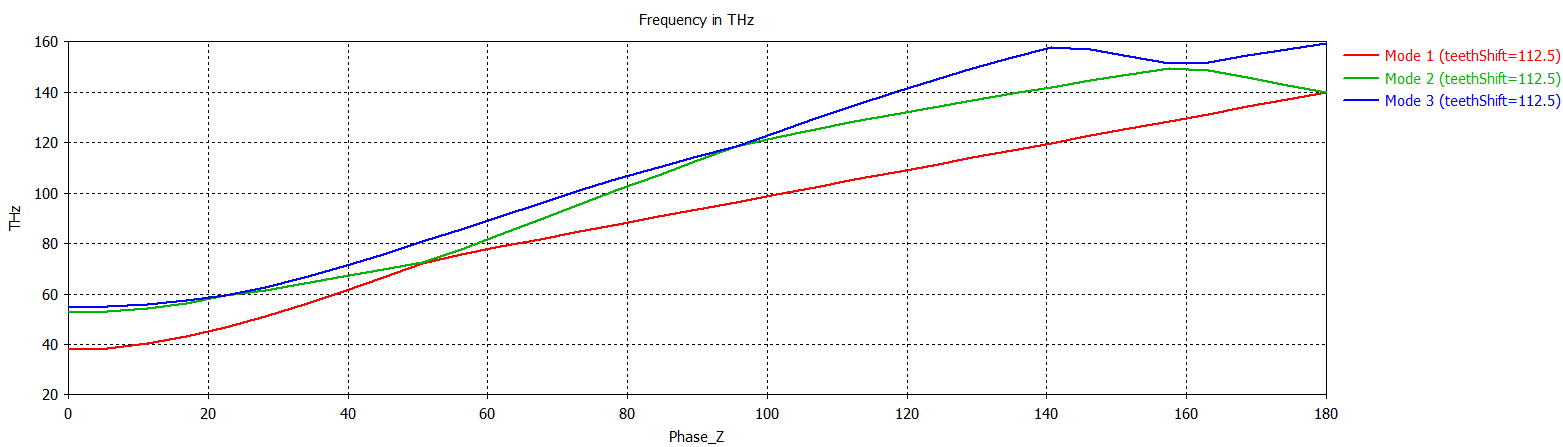 Frequency in THz
160
140
120
100
80
60
40
20
THz
0 20 40 60 80 100 120 140 160 180
Phase_Z
Mode 1 (teethShift=112.5)
Mode 2 (teethShift=112.5)
Mode 3 (teethShift=112.5)